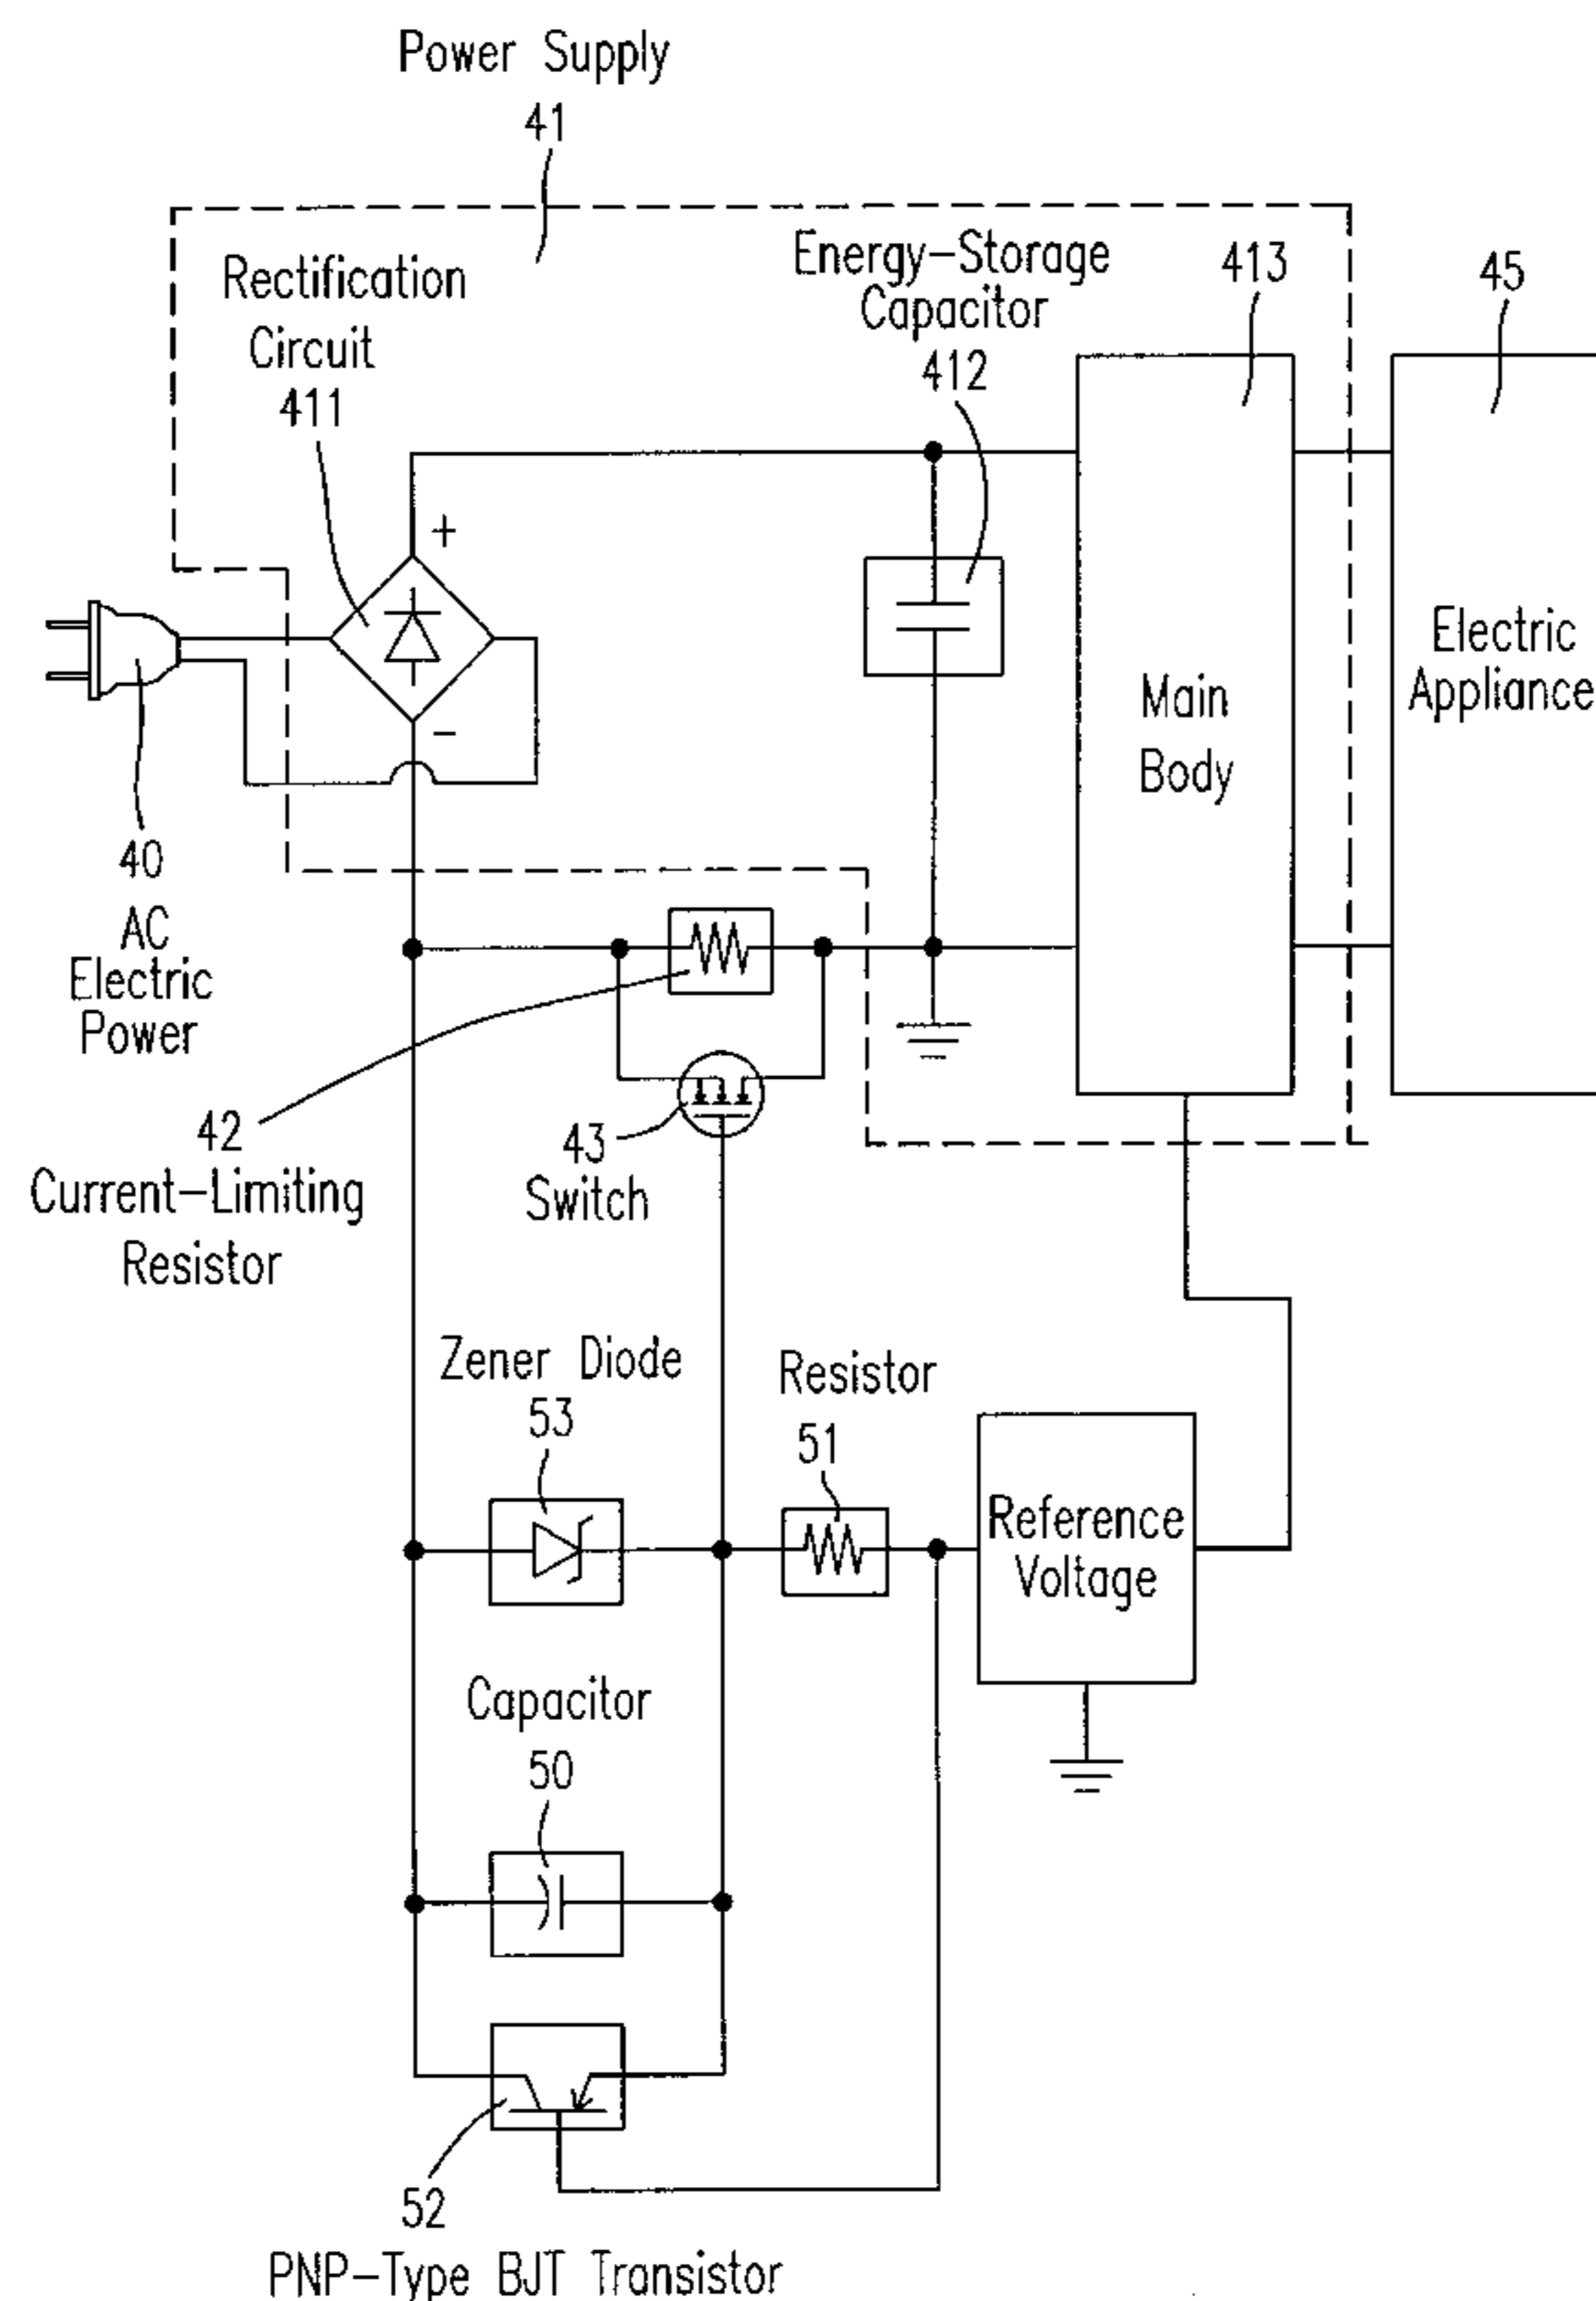 Power Supply
41
Rectification
Circuit
411
Energy-Storage
Capacitor
412
413
45
+
−
Main
Body
Electric
Appliance
40
AC
Electric
Power
42
Current-Limiting
Resistor
43
Switch
Zener Diode
53
Resistor
51
Reference
Voltage
Capacitor
50
52
PNP-Type BJT Transistor